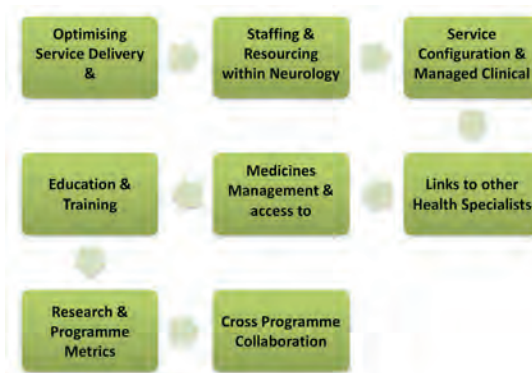 Optimising
Service Delivery
&
Staffing &
Resourcing
within Neurology
Service
Configuration &
Managed Clinical
Links to other
Health Specialists
Medicines
Management &
access to
Education &
Training
Research &
Programme
Metrics
Cross Programme
Collaboration